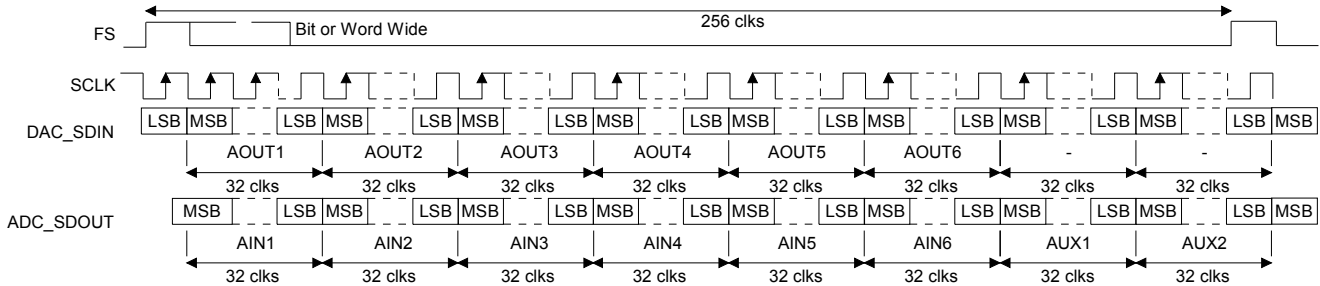 256 clks
FS Bit or Word Wide
SCLK
DAC_SDIN LSB MSB LSB MSB LSB MSB LSB MSB LSB MSB LSB MSB LSB MSB LSB MSB LSB MSB
AOUT1 AOUT2 AOUT3 AOUT4 AOUT5 AOUT6 - -
32 clks 32 clks 32 clks 32 clks 32 clks 32 clks 32 clks 32 clks
ADC_SDOUT MSB LSB MSB LSB MSB LSB MSB LSB MSB LSB MSB LSB MSB LSB MSB LSB MSB
AIN1 AIN2 AIN3 AIN4 AIN5 AIN6 AUX1 AUX2
32 clks 32 clks 32 clks 32 clks 32 clks 32 clks 32 clks 32 clks